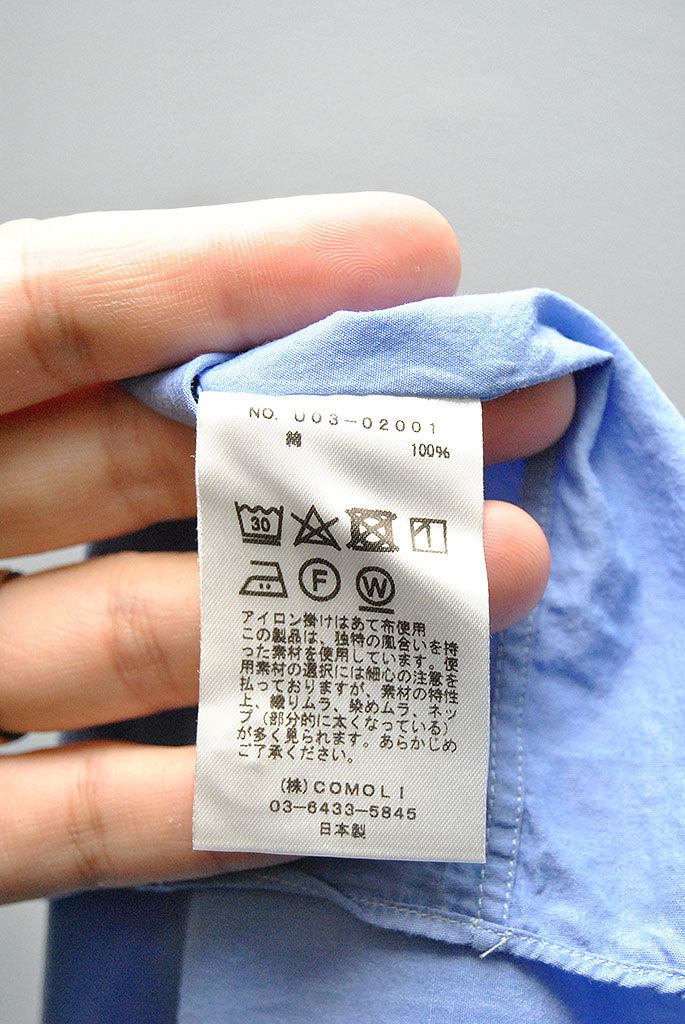 NO. U03-02001
綿 100%
30
F W
アイロン掛けはあて布使用
この製品は、独特の風合いを持
った素材を使用しています。使
用素材の選択には細心の注意を
払っておりますが、素材の特性
上、織りムラ、染めムラ、ネッ
プ（部分的に太くなっている）
が多く見られます。あらかじめ
ご了承ください。
(株)COMOLI
03-6433-5845
日本製